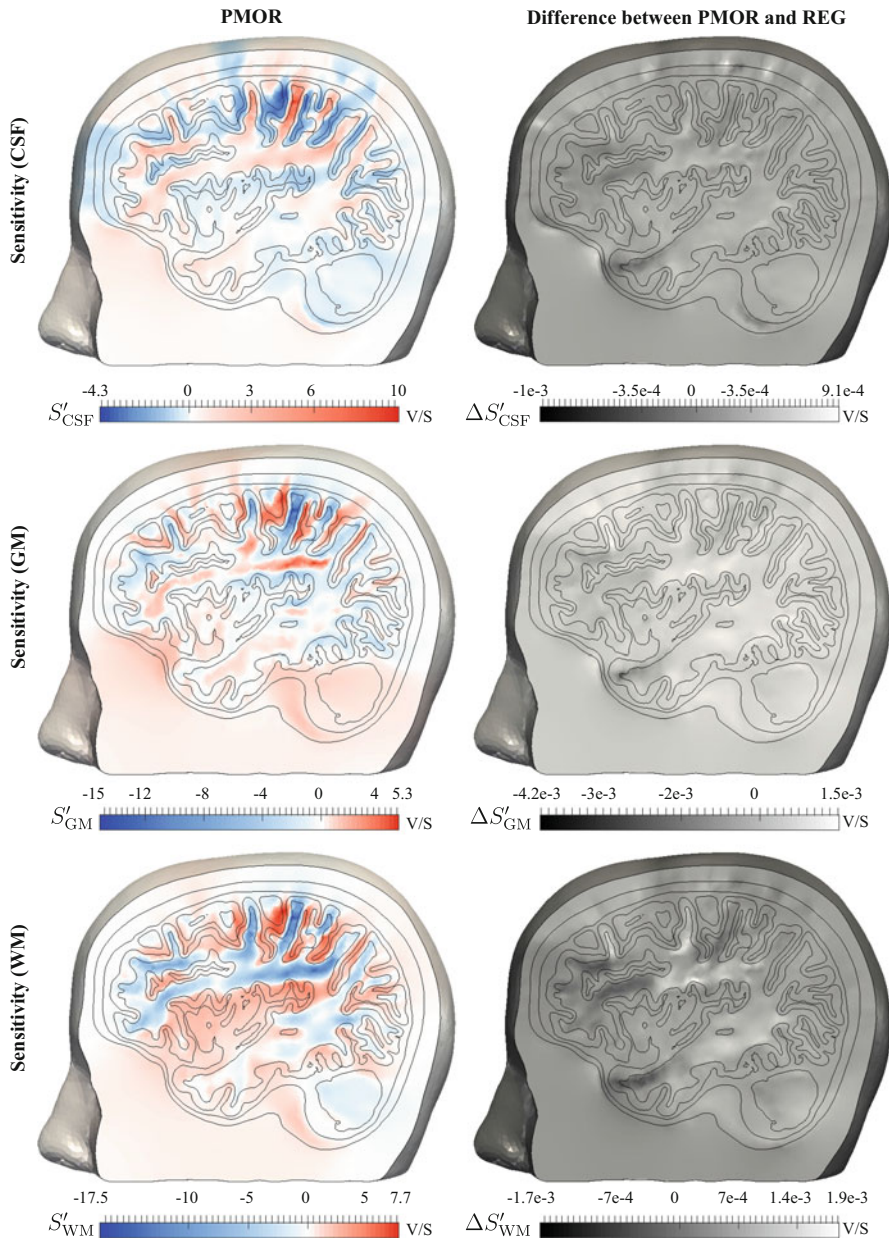 PMOR
Difference between PMOR and REG
Sensitivity (CSF)
-4.3 0 3 6 10
S′CSF V/S
-1e-3 -3.5e-4 0 -3.5e-4 9.1e-4
ΔS′CSF V/S
Sensitivity (GM)
-15 -12 -8 -4 0 4 5.3
S′GM V/S
-4.2e-3 -3e-3 -2e-3 0 1.5e-3
ΔS′GM V/S
Sensitivity (WM)
-17.5 -10 -5 0 5 7.7
S′WM V/S
-1.7e-3 -7e-4 0 7e-4 1.4e-3 1.9e-3
ΔS′WM V/S